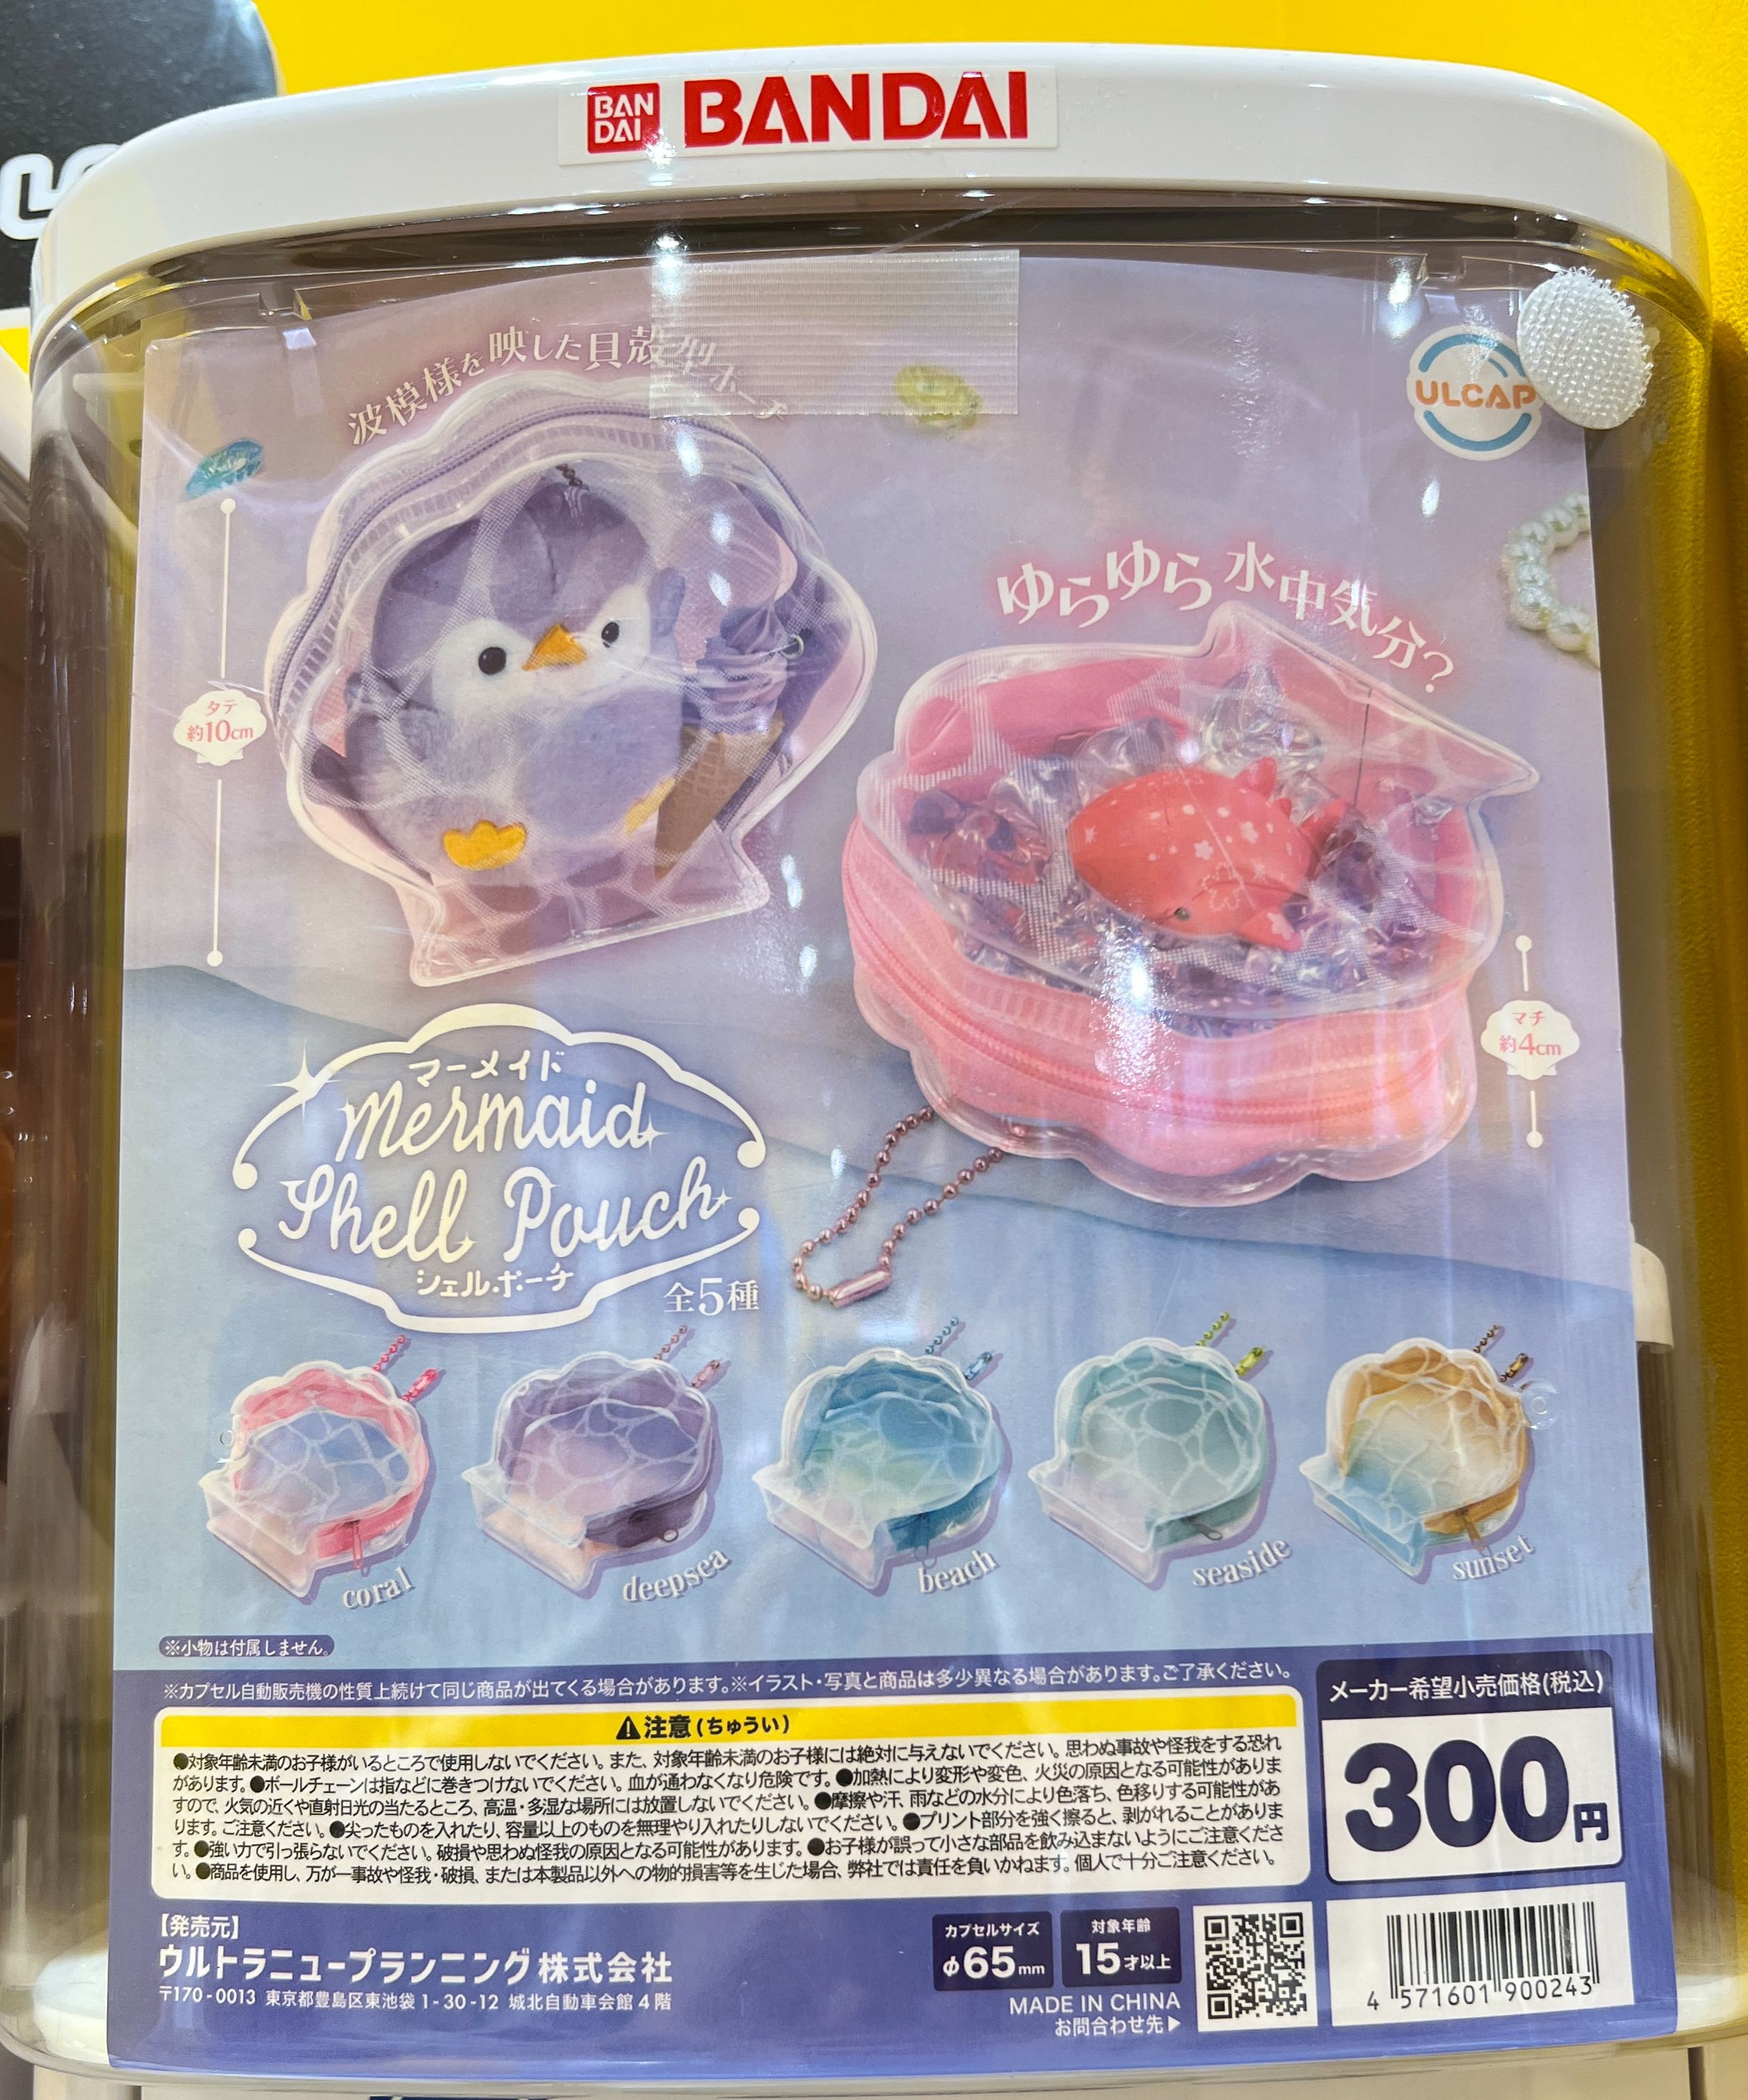 BAN
DAI
BANDAI
波模様を映した貝殻型ポーチ
ULCAP
ゆらゆら水中気分?
タテ
約10cm
マチ
約4cm
マーメイド
Mermaid
Shell Pouch
シェルポーチ
全5種
coral
deepsea
beach
seaside
sunset
※小物は付属しません。
※カプセル自動販売機の性質上続けて同じ商品が出てくる場合があります。※イラスト・写真と商品は多少異なる場合があります。ご了承ください。
注意(ちゅうい)
●対象年齢未満のお子様がいるところで使用しないでください。また、対象年齢未満のお子様には絶対に与えないでください。思わぬ事故や怪我をする恐れ
があります。●ボールチェーンは指などに巻きつけないでください。血が通わなくなり危険です。●加熱により変形や変色、火災の原因となる可能性がありま
すので、火気の近くや直射日光の当たるところ、高温・多湿な場所には放置しないでください。●摩擦や汗、雨などの水分により色落ち、色移りする可能性があ
ります。ご注意ください。●尖ったものを入れたり、容量以上のものを無理やり入れたりしないでください。●プリント部分を強く擦ると、剥がれることがありま
す。●強い力で引っ張らないでください。破損や思わぬ怪我の原因となる可能性があります。●お子様が誤って小さな部品を飲み込まないようにご注意くださ
い。●商品を使用し、万が一事故や怪我・破損、または本製品以外への物的損害等を生じた場合、弊社では責任を負いかねます。個人で十分ご注意ください。
メーカー希望小売価格(税込)
300円
【発売元】
ウルトラニュープランニング株式会社
〒170-0013 東京都豊島区東池袋1-30-12 城北自動車会館4階
カプセルサイズ
φ65mm
対象年齢
15才以上
MADE IN CHINA
お問合わせ先▶
4 571601 900243